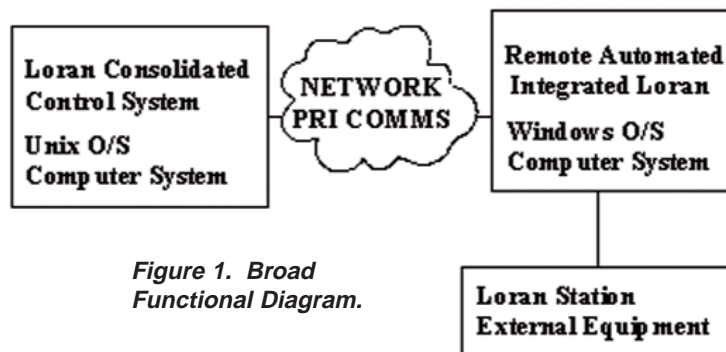 Loran Consolidated
Control System
Unix O/S
Computer System
NETWORK
PRI COMMS
Remote Automated
Integrated Loran
Windows O/S
Computer System
Figure 1. Broad
Functional Diagram.
Loran Station
External Equipment